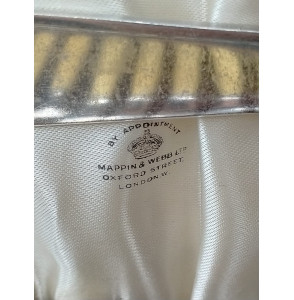 BY APPOINTMENT
MAPPIN & WEBB LTD
OXFORD STREET,
LONDON.W.